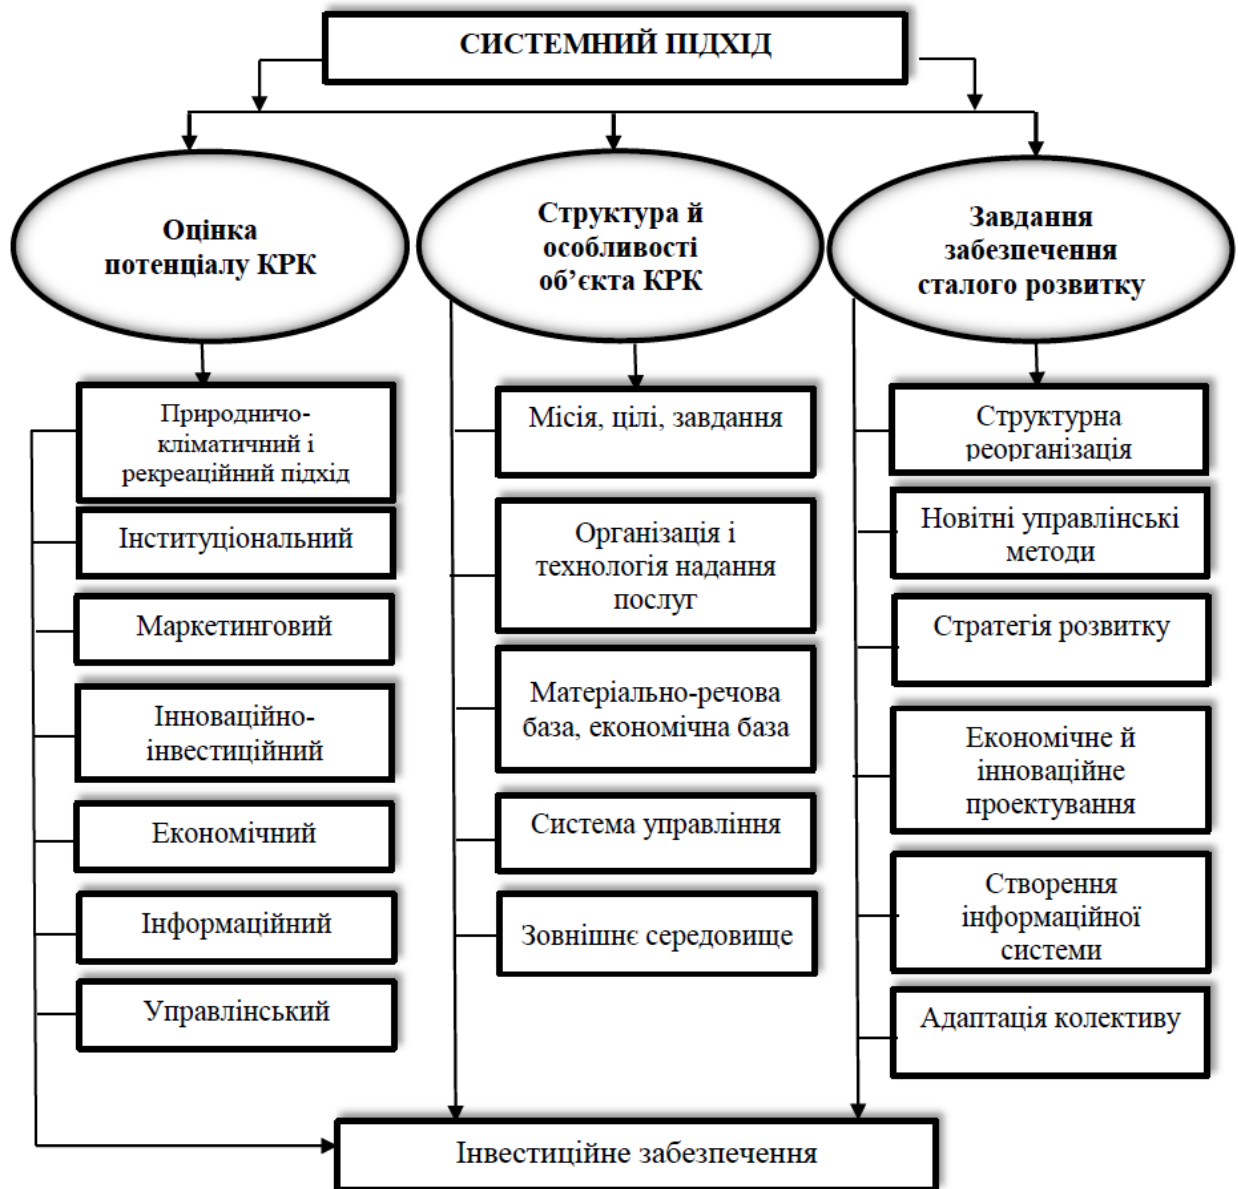 СИСТЕМНИЙ ПІДХІД
Оцінка
потенціалу КРК
Структура й
особливості
об’єкта КРК
Завдання
забезпечення
сталого розвитку
Природничо-
кліматичний і
рекреаційний підхід
Інституціональний
Маркетинговий
Інноваційно-
інвестиційний
Економічний
Інформаційний
Управлінський
Місія, цілі, завдання
Організація і
технологія надання
послуг
Матеріально-речова
база, економічна база
Система управління
Зовнішнє середовище
Структурна
реорганізація
Новітні управлінські
методи
Стратегія розвитку
Економічне й
інноваційне
проектування
Створення
інформаційної
системи
Адаптація колективу
Інвестиційне забезпечення